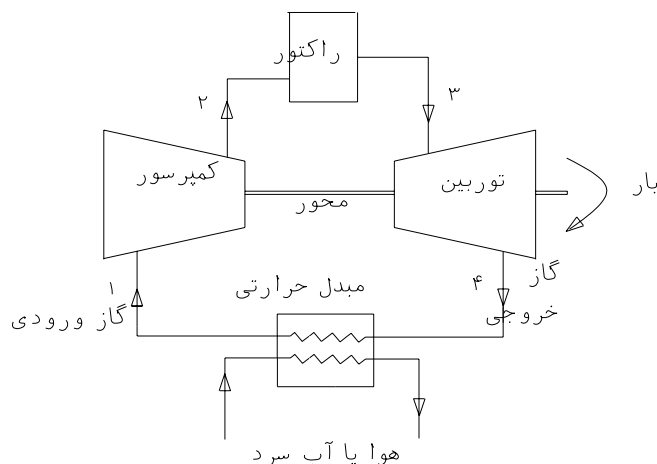 راکتور
۲
۳
کمپرسور
توربین
بار
محور
گاز
۴
خروجی
۱
گاز ورودی
مبدل حرارتی
هوا یا آب سرد